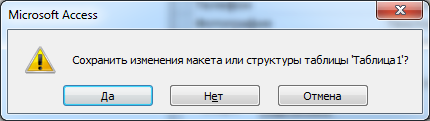 Microsoft Access
Сохранить изменения макета или структуры таблицы 'Таблица1'?
Да
Нет
Отмена